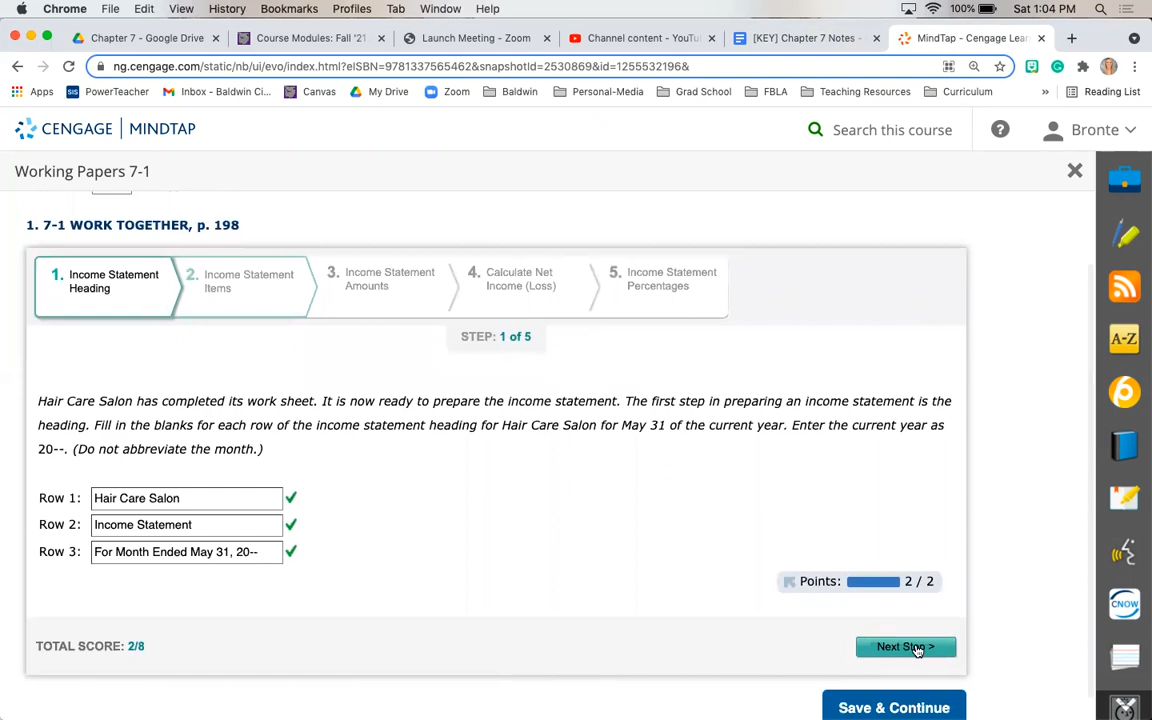 Chrome File Edit View History Bookmarks Profiles Tab Window Help 100% Sat 1:04 PM
Chapter 7 - Google Drive Course Modules: Fall '21 Launch Meeting - Zoom Channel content - YouTu [KEY] Chapter 7 Notes - MindTap - Cengage Lear
ng.cengage.com/static/nb/ui/evo/index.html?eISBN=9781337565462&snapshotId=2530869&id=1255532196&
Apps SIS PowerTeacher Inbox - Baldwin Ci... Canvas My Drive Zoom Baldwin Personal-Media Grad School FBLA Teaching Resources Curriculum » Reading List
CENGAGE | MINDTAP Search this course ? Bronte
Working Papers 7-1
1. 7-1 WORK TOGETHER, p. 198
1. Income Statement Heading
2. Income Statement Items
3. Income Statement Amounts
4. Calculate Net Income (Loss)
5. Income Statement Percentages
STEP: 1 of 5
Hair Care Salon has completed its work sheet. It is now ready to prepare the income statement. The first step in preparing an income statement is the
heading. Fill in the blanks for each row of the income statement heading for Hair Care Salon for May 31 of the current year. Enter the current year as
20--. (Do not abbreviate the month.)
Row 1: Hair Care Salon
Row 2: Income Statement
Row 3: For Month Ended May 31, 20--
Points: 2 / 2
TOTAL SCORE: 2/8
Next Step >
Save & Continue
A-Z
CNOW